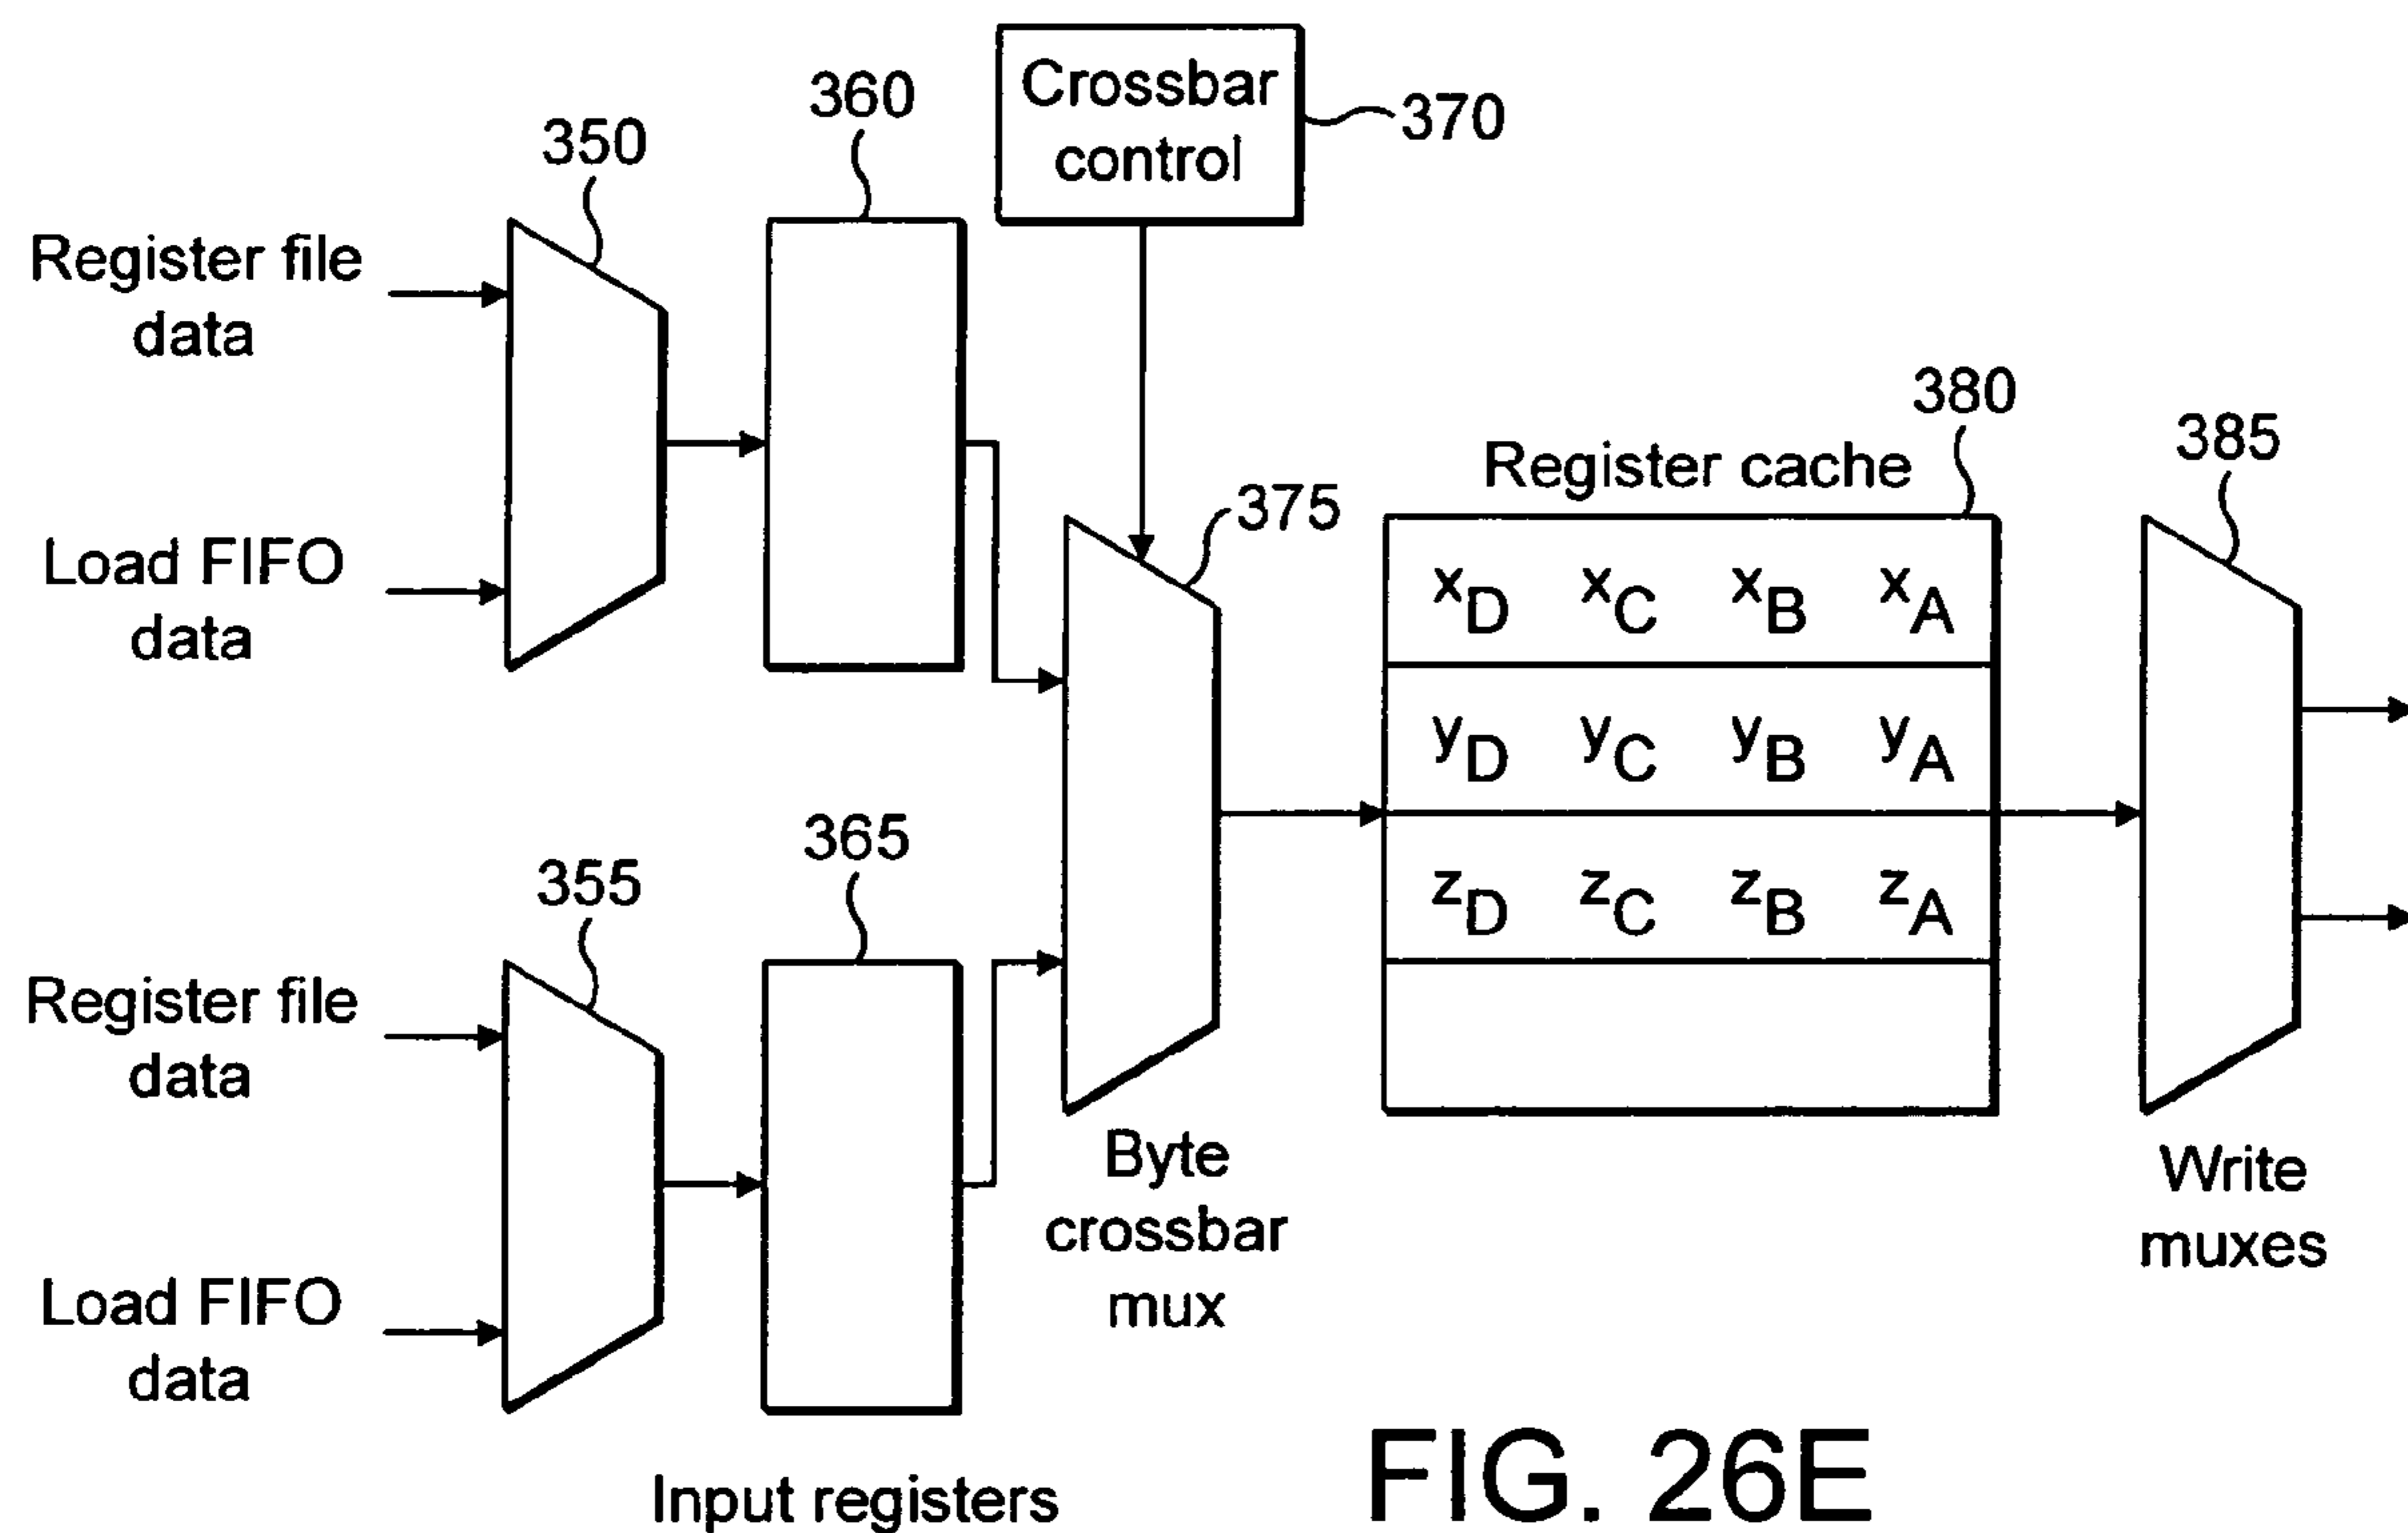 Crossbar
control
370
360
350
Register file
data
Load FIFO
data
375
380
385
Register cache
xD xC xB xA
yD yC yB yA
zD zC zB zA
365
355
Register file
data
Load FIFO
data
Byte
crossbar
mux
Write
muxes
Input registers
FIG. 26E